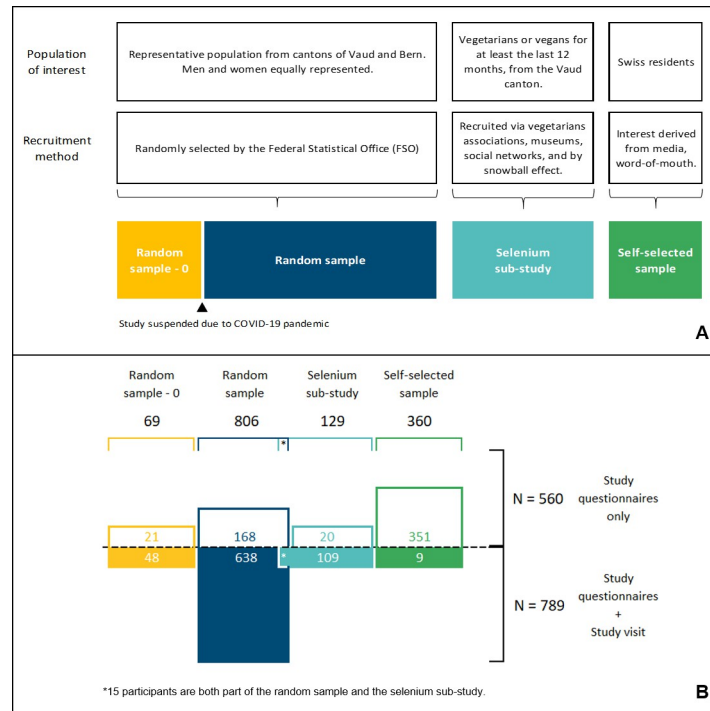 Population
of interest
Representative population from cantons of Vaud and Bern.
Men and women equally represented.
Vegetarians or vegans for
at least the last 12
months, from the Vaud
canton.
Swiss residents
Recruitment
method
Randomly selected by the Federal Statistical Office (FSO)
Recruited via vegetarians
associations, museums,
social networks, and by
snowball effect.
Interest derived
from media,
word-of-mouth.
Random
sample - 0
Random sample
Selenium
sub-study
Self-selected
sample
Study suspended due to COVID-19 pandemic
A
Random
sample - 0
Random
sample
Selenium
sub-study
Self-selected
sample
69
806
129
360
*
21
168
20
351
N = 560
Study
questionnaires
only
48
638
*
109
9
N = 789
Study
questionnaires
+
Study visit
*15 participants are both part of the random sample and the selenium sub-study.
B